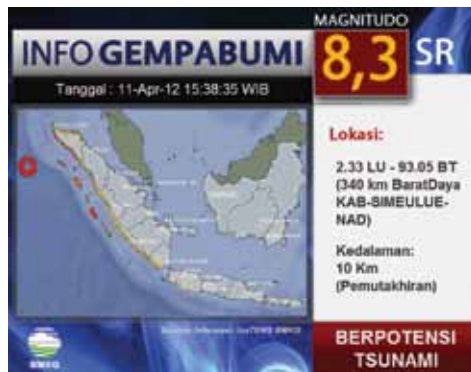 MAGNITUDO
INFO GEMPABUMI
8,3 SR
Tanggal : 11-Apr-12 15:38:35 WIB
Lokasi:
2.33 LU - 93.05 BT
(340 km BaratDaya
KAB-SIMEULUE-
NAD)
Kedalaman:
10 Km
(Pemutakhiran)
BMKG
BERPOTENSI
TSUNAMI